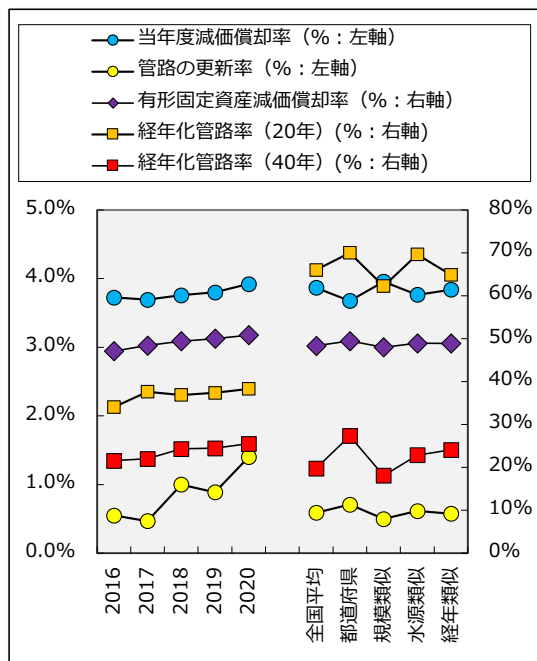 当年度減価償却率（%：左軸）
管路の更新率（%：左軸）
有形固定資産減価償却率（%：右軸）
経年化管路率（20年）(%：右軸)
経年化管路率（40年）(%：右軸)
5.0%
4.0%
3.0%
2.0%
1.0%
0.0%
80%
70%
60%
50%
40%
30%
20%
10%
0%
2016
2017
2018
2019
2020
全国平均
都道府県
規模類似
水源類似
経年類似